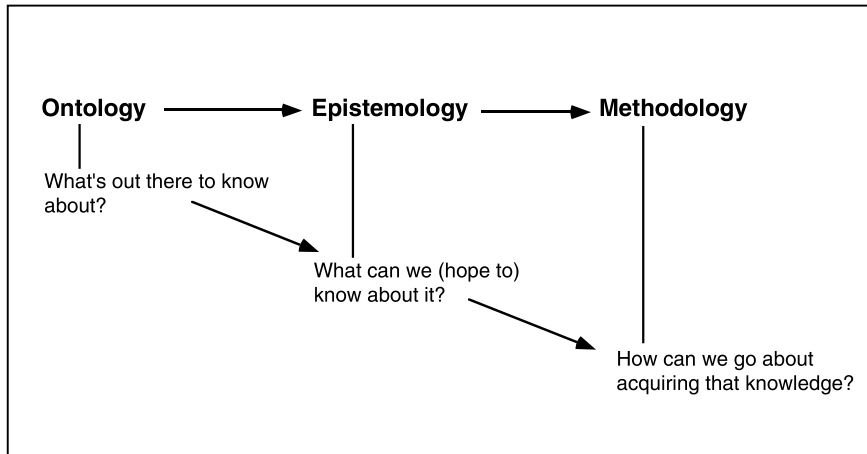 Ontology
Epistemology
Methodology
What's out there to know
about?
What can we (hope to)
know about it?
How can we go about
acquiring that knowledge?